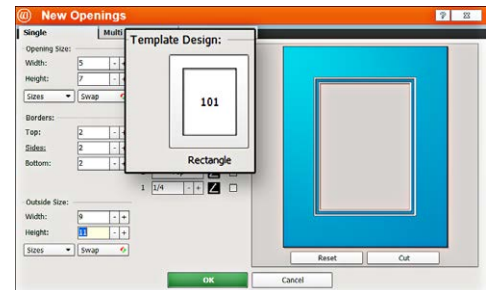 New Openings
? ☒
Single Multi
Opening Size:
Width: 5 - +
Height: 7 - +
Sizes Swap
Borders:
Top: 2 - +
Sides: 2 - +
Bottom: 2 - +
Template Design:
101
Rectangle
1 1/4 - +
Outside Size:
Width: 9 - +
Height: 11 - +
Sizes Swap
Reset Cut
OK Cancel